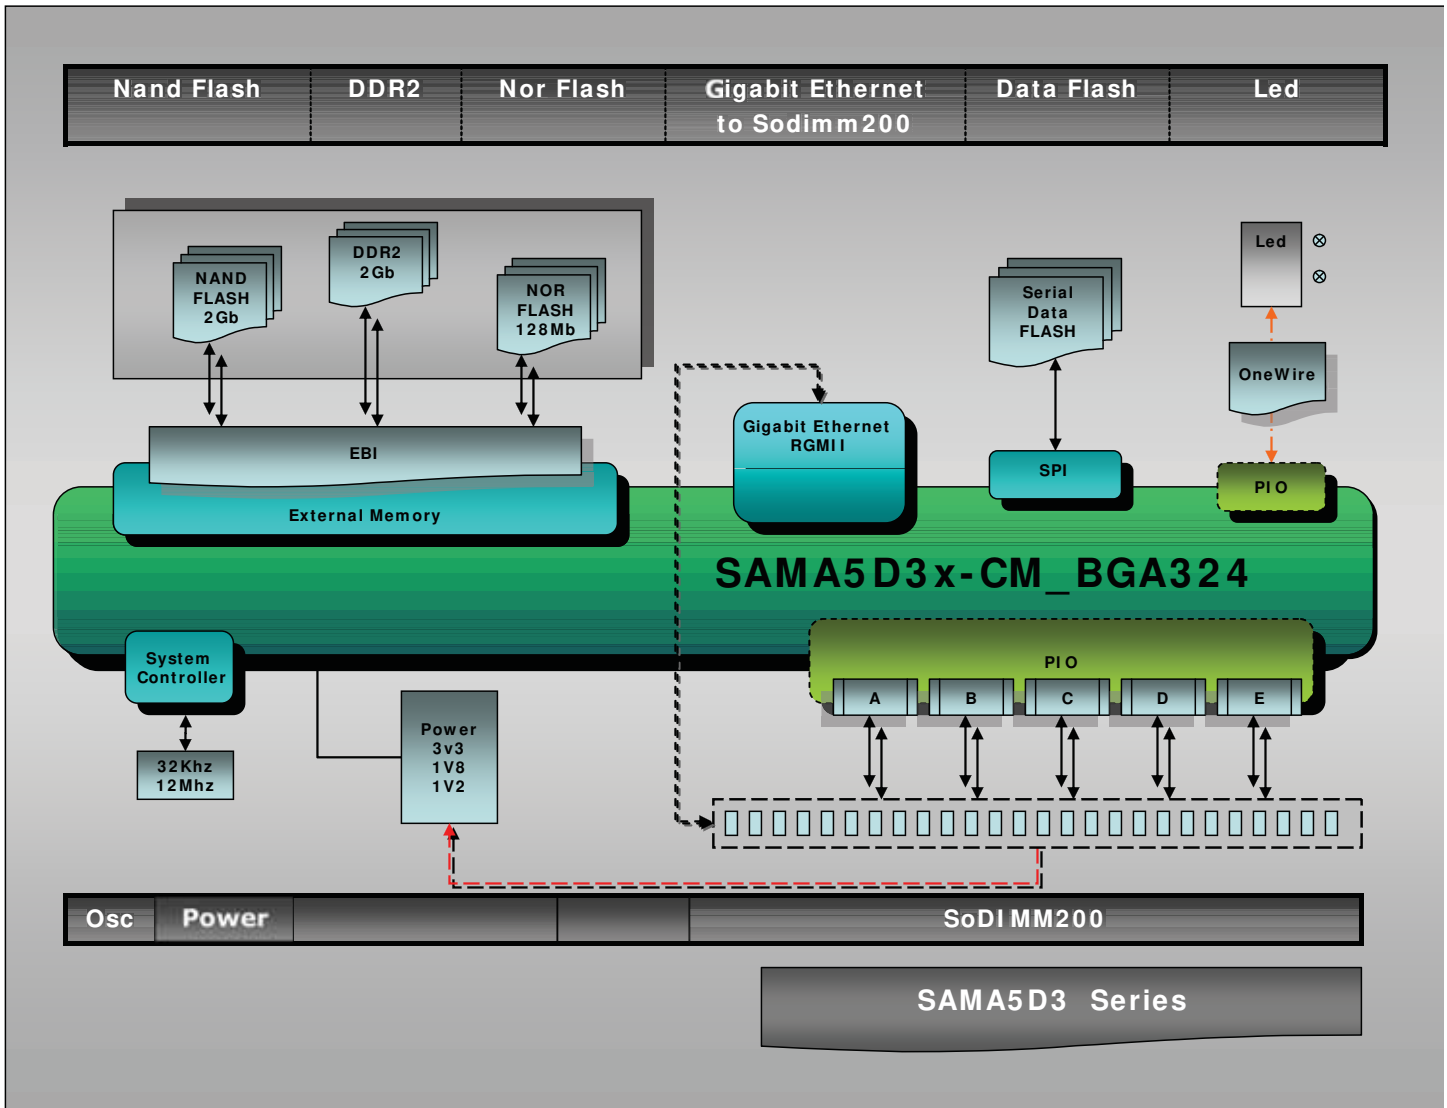 Nand Flash
DDR2
Nor Flash
Gigabit Ethernet
to Sodimm200
Data Flash
Led
NAND
FLASH
2Gb
DDR2
2Gb
NOR
FLASH
128Mb
Serial
Data
FLASH
Led
OneWire
EBI
External Memory
Gigabit Ethernet
RGMII
SPI
PIO
SAMA5D3x-CM_BGA324
System
Controller
32Khz
12Mhz
Power
3v3
1V8
1V2
PIO
A
B
C
D
E
Osc
Power
SoDIMM200
SAMA5D3 Series